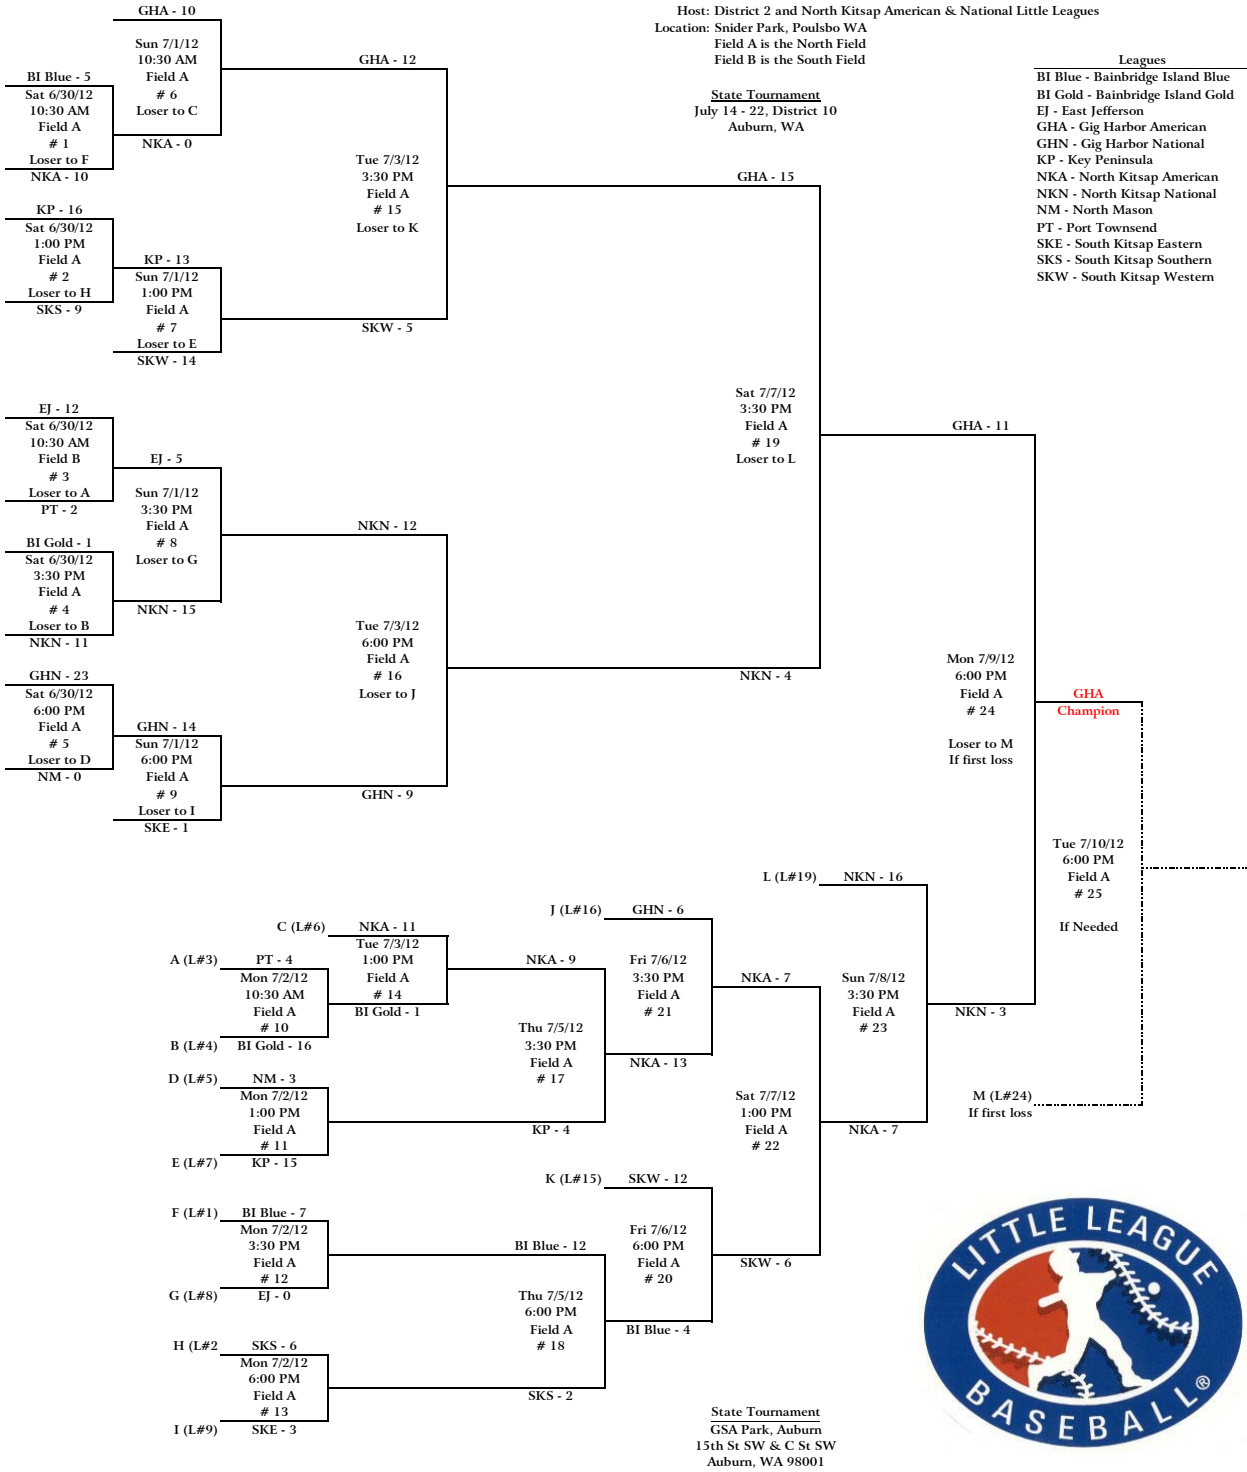 Host: District 2 and North Kitsap American & National Little Leagues
Location: Snider Park, Poulsbo WA
Field A is the North Field
Field B is the South Field
State Tournament
July 14 - 22, District 10
Auburn, WA
Leagues
BI Blue - Bainbridge Island Blue
BI Gold - Bainbridge Island Gold
EJ - East Jefferson
GHA - Gig Harbor American
GHN - Gig Harbor National
KP - Key Peninsula
NKA - North Kitsap American
NKN - North Kitsap National
NM - North Mason
PT - Port Townsend
SKE - South Kitsap Eastern
SKS - South Kitsap Southern
SKW - South Kitsap Western
BI Blue - 5
Sat 6/30/12
10:30 AM
Field A
# 1
Loser to F
NKA - 10
KP - 16
Sat 6/30/12
1:00 PM
Field A
# 2
Loser to H
SKS - 9
EJ - 12
Sat 6/30/12
10:30 AM
Field B
# 3
Loser to A
PT - 2
BI Gold - 1
Sat 6/30/12
3:30 PM
Field A
# 4
Loser to B
NKN - 11
GHN - 23
Sat 6/30/12
6:00 PM
Field A
# 5
Loser to D
NM - 0
GHA - 10
Sun 7/1/12
10:30 AM
Field A
# 6
Loser to C
NKA - 0
KP - 13
Sun 7/1/12
1:00 PM
Field A
# 7
Loser to E
SKW - 14
EJ - 5
Sun 7/1/12
3:30 PM
Field A
# 8
Loser to G
NKN - 15
GHN - 14
Sun 7/1/12
6:00 PM
Field A
# 9
Loser to I
SKE - 1
GHA - 12
Tue 7/3/12
3:30 PM
Field A
# 15
Loser to K
SKW - 5
NKN - 12
Tue 7/3/12
6:00 PM
Field A
# 16
Loser to J
GHN - 9
GHA - 15
Sat 7/7/12
3:30 PM
Field A
# 19
Loser to L
NKN - 4
GHA - 11
Mon 7/9/12
6:00 PM
Field A
# 24
Loser to M
If first loss
NKN - 3
GHA
Champion
Tue 7/10/12
6:00 PM
Field A
# 25
If Needed
M (L#24)
If first loss
A (L#3)
PT - 4
Mon 7/2/12
10:30 AM
Field A
# 10
B (L#4)
BI Gold - 16
D (L#5)
NM - 3
Mon 7/2/12
1:00 PM
Field A
# 11
E (L#7)
KP - 15
F (L#1)
BI Blue - 7
Mon 7/2/12
3:30 PM
Field A
# 12
G (L#8)
EJ - 0
H (L#2
SKS - 6
Mon 7/2/12
6:00 PM
Field A
# 13
I (L#9)
SKE - 3
C (L#6)
NKA - 11
Tue 7/3/12
1:00 PM
Field A
# 14
BI Gold - 1
NKA - 9
Thu 7/5/12
3:30 PM
Field A
# 17
KP - 4
BI Blue - 12
Thu 7/5/12
6:00 PM
Field A
# 18
SKS - 2
J (L#16)
GHN - 6
Fri 7/6/12
3:30 PM
Field A
# 21
NKA - 13
K (L#15)
SKW - 12
Fri 7/6/12
6:00 PM
Field A
# 20
BI Blue - 4
NKA - 7
Sat 7/7/12
1:00 PM
Field A
# 22
SKW - 6
L (L#19)
NKN - 16
Sun 7/8/12
3:30 PM
Field A
# 23
NKA - 7
State Tournament
GSA Park, Auburn
15th St SW & C St SW
Auburn, WA 98001
LITTLE LEAGUE
BASEBALL®